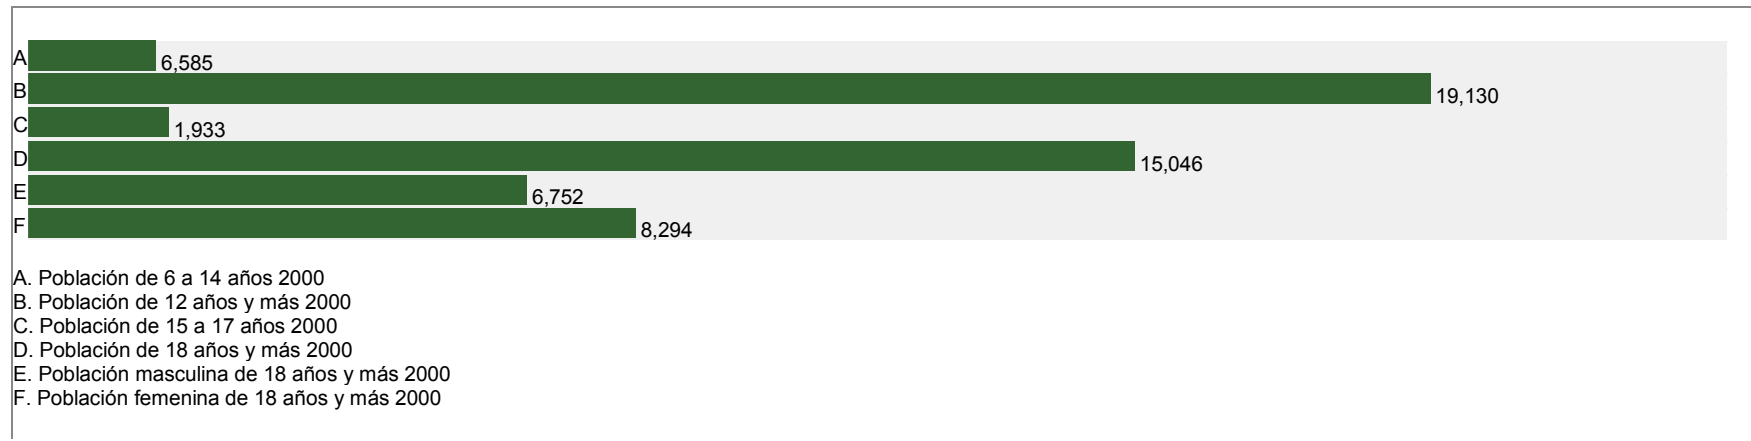 A 6,585
B 19,130
C 1,933
D 15,046
E 6,752
F 8,294
A. Población de 6 a 14 años 2000
B. Población de 12 años y más 2000
C. Población de 15 a 17 años 2000
D. Población de 18 años y más 2000
E. Población masculina de 18 años y más 2000
F. Población femenina de 18 años y más 2000